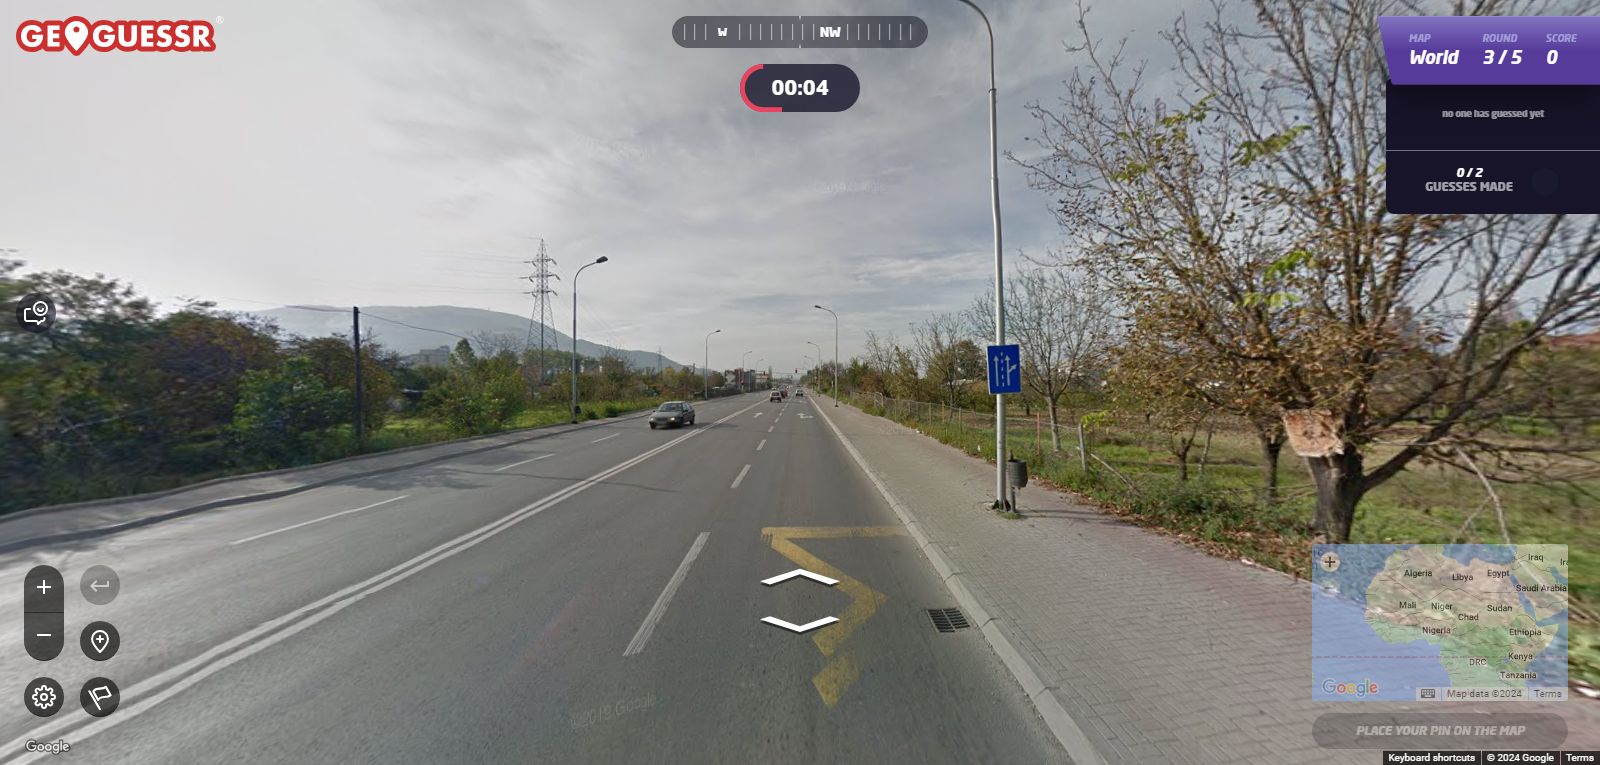 GEOGUESSR®
W NW
00:04
MAP ROUND SCORE
World 3 / 5 0
no one has guessed yet
0 / 2
GUESSES MADE
Iraq
Algeria Libya Egypt
Saudi Arabia
Mali Niger Sudan
Chad
Nigeria Ethiopia
DRC Kenya
Tanzania
Google
Map data ©2024 Terms
PLACE YOUR PIN ON THE MAP
©2019 Google
Google
Keyboard shortcuts © 2024 Google Terms